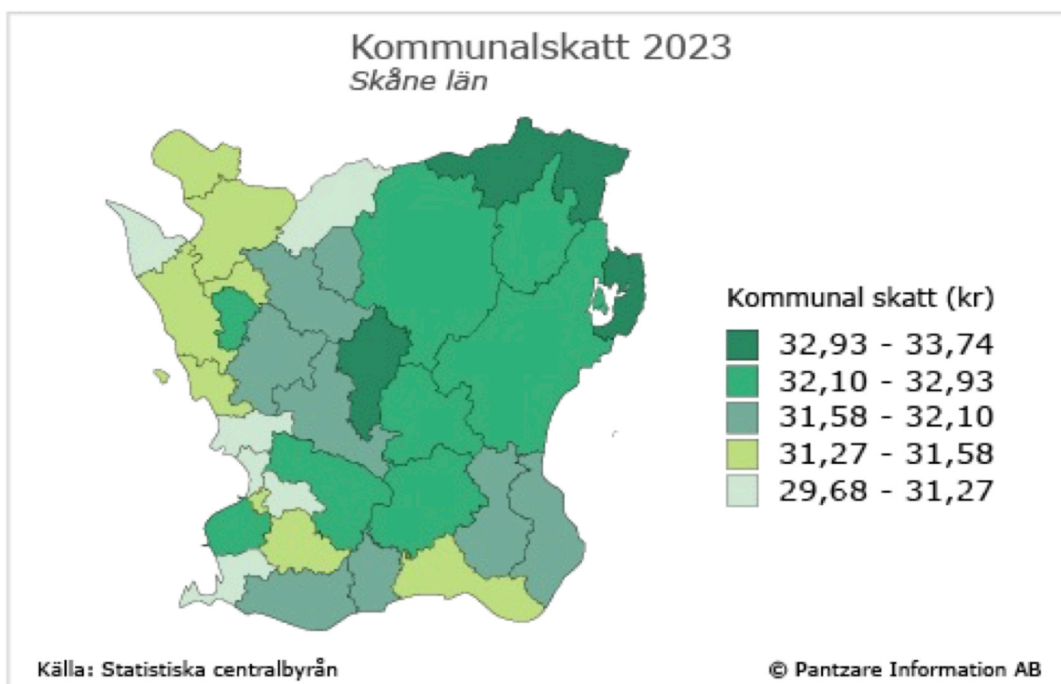 Kommunalskatt 2023
Skåne län
Kommunal skatt (kr)
32,93 - 33,74
32,10 - 32,93
31,58 - 32,10
31,27 - 31,58
29,68 - 31,27
Källa: Statistiska centralbyrån
© Pantzare Information AB